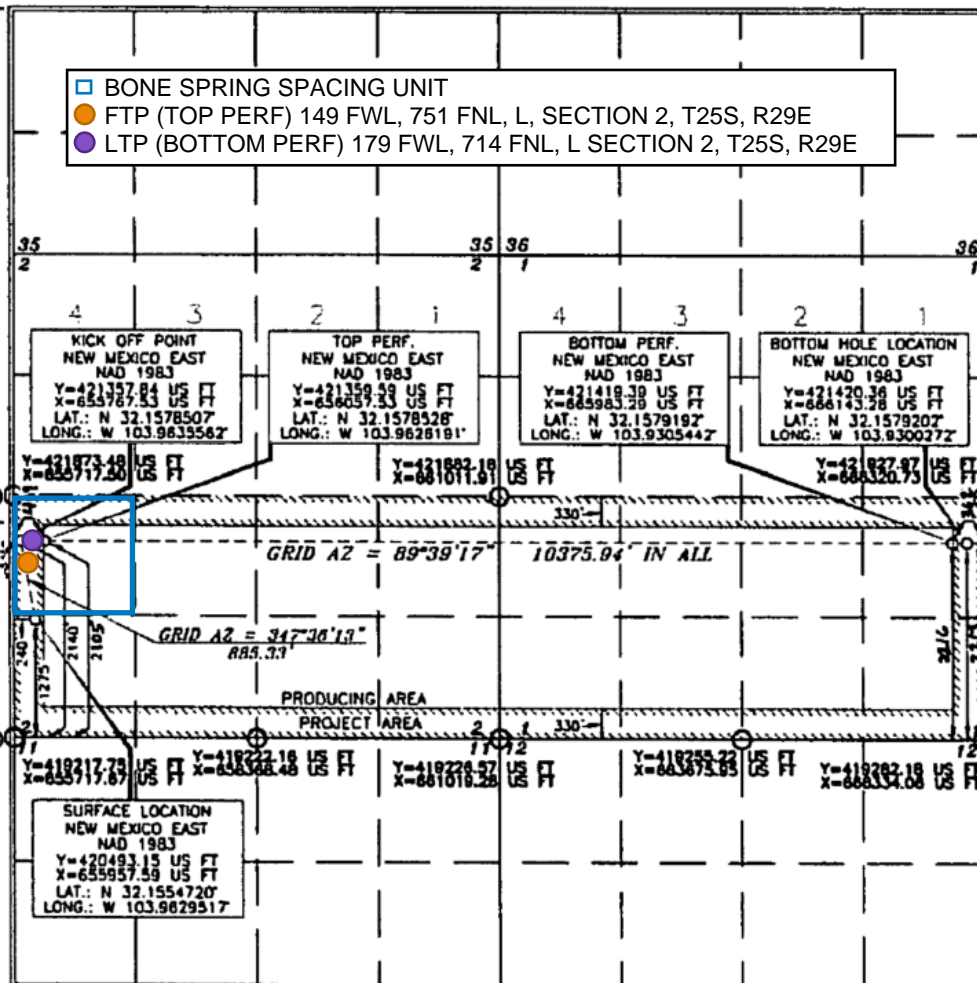 BONE SPRING SPACING UNIT
FTP (TOP PERF) 149 FWL, 751 FNL, L, SECTION 2, T25S, R29E
LTP (BOTTOM PERF) 179 FWL, 714 FNL, L SECTION 2, T25S, R29E
35 35 36 36
2 2 1 1
4 3 2 1 4 3 2 1
KICK OFF POINT
NEW MEXICO EAST
NAD 1983
Y=421357.84 US FT
X=655767.53 US FT
LAT.: N 32.1578507°
LONG.: W 103.9635562°
TOP PERF.
NEW MEXICO EAST
NAD 1983
Y=421359.59 US FT
X=656057.53 US FT
LAT.: N 32.1578528°
LONG.: W 103.9626191°
BOTTOM PERF.
NEW MEXICO EAST
NAD 1983
Y=421419.39 US FT
X=665983.29 US FT
LAT.: N 32.1579192°
LONG.: W 103.9305442°
BOTTOM HOLE LOCATION
NEW MEXICO EAST
NAD 1983
Y=421420.36 US FT
X=666143.28 US FT
LAT.: N 32.1579202°
LONG.: W 103.9300272°
Y=421873.48 US FT
X=655717.80 US FT
Y=421882.18 US FT
X=661011.91 US FT
Y=421927.97 US FT
X=666320.73 US FT
330'
GRID AZ = 89°39'17" 10375.94' IN ALL
GRID AZ = 347°36'13"
885.33'
240'
1275'
2140'
2105'
PRODUCING AREA
PROJECT AREA
330'
2 2 1
11 11 12 12
Y=419217.75 US FT
X=655717.87 US FT
Y=419222.16 US FT
X=658368.48 US FT
Y=419226.57 US FT
X=661019.28 US FT
Y=419255.22 US FT
X=663675.95 US FT
Y=419282.18 US FT
X=666334.06 US FT
SURFACE LOCATION
NEW MEXICO EAST
NAD 1983
Y=420493.15 US FT
X=655957.59 US FT
LAT.: N 32.1554720°
LONG.: W 103.9629517°